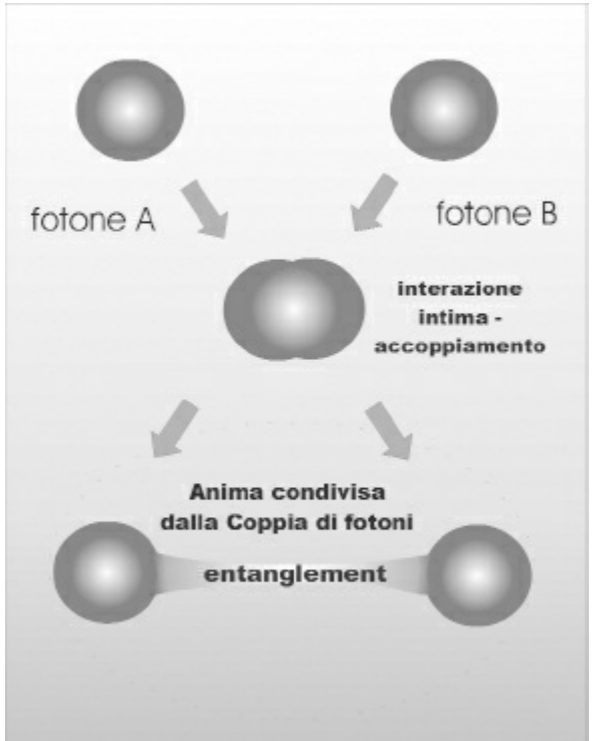 fotone A
fotone B
interazione
intima -
accoppiamento
Anima condivisa
dalla Coppia di fotoni
entanglement